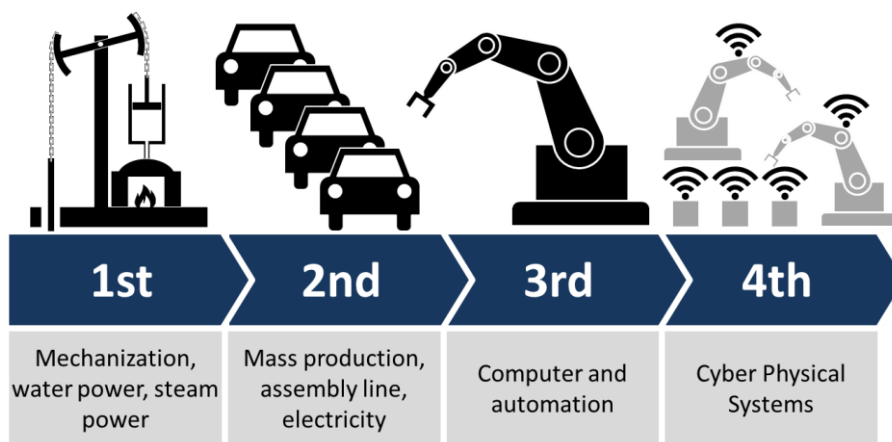 1st
2nd
3rd
4th
Mechanization,
water power, steam
power
Mass production,
assembly line,
electricity
Computer and
automation
Cyber Physical
Systems